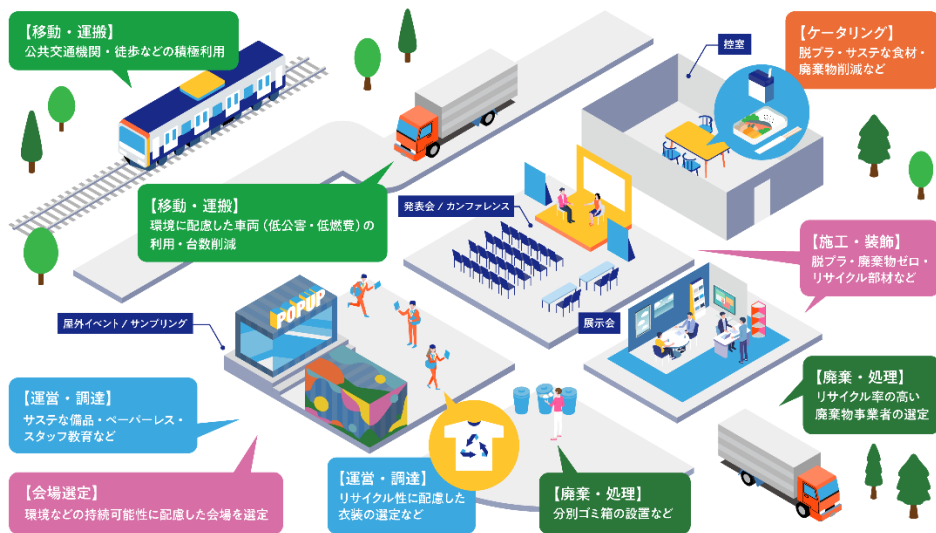 【移動・運搬】
公共交通機関・徒歩などの積極利用
控室
【ケータリング】
脱プラ・サステな食材・
廃棄物削減など
【移動・運搬】
環境に配慮した車両（低公害・低燃費）の
利用・台数削減
発表会 / カンファレンス
【施工・装飾】
脱プラ・廃棄物ゼロ・
リサイクル部材など
POPUP
屋外イベント / サンプリング
展示会
【運営・調達】
サステな備品・ペーパーレス・
スタッフ教育など
【廃棄・処理】
リサイクル率の高い
廃棄物事業者の選定
【会場選定】
環境などの持続可能性に配慮した会場を選定
【運営・調達】
リサイクル性に配慮した
衣装の選定など
【廃棄・処理】
分別ゴミ箱の設置など